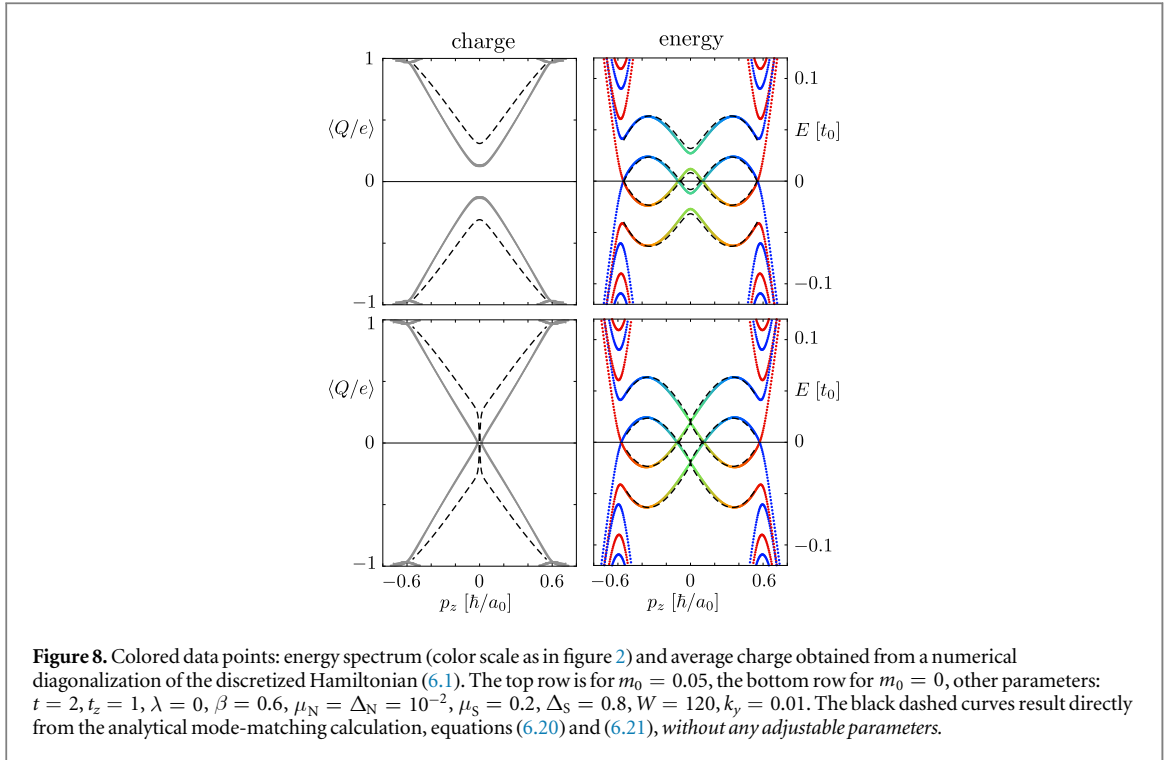 charge energy
1
⟨Q/e⟩
0
−1
0.1
E [t₀]
0
−0.1
1
⟨Q/e⟩
0
−1
0.1
E [t₀]
0
−0.1
−0.6 0 0.6 −0.6 0 0.6
p_z [ħ/a₀] p_z [ħ/a₀]
Figure 8. Colored data points: energy spectrum (color scale as in figure 2) and average charge obtained from a numerical
diagonalization of the discretized Hamiltonian (6.1). The top row is for m₀ = 0.05, the bottom row for m₀ = 0, other parameters:
t = 2, t_z = 1, λ = 0, β = 0.6, μ_N = Δ_N = 10⁻², μ_S = 0.2, Δ_S = 0.8, W = 120, k_y = 0.01. The black dashed curves result directly
from the analytical mode-matching calculation, equations (6.20) and (6.21), without any adjustable parameters.